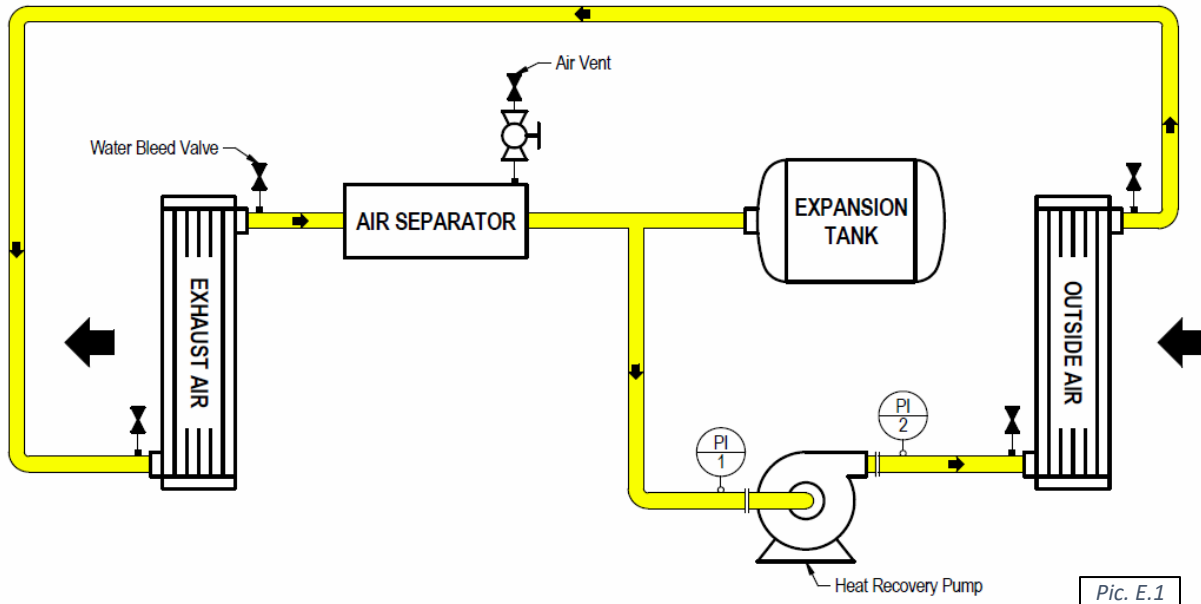 Air Vent
Water Bleed Valve
AIR SEPARATOR
EXPANSION
TANK
EXHAUST AIR
OUTSIDE AIR
PI
1
PI
2
Heat Recovery Pump
Pic. E.1